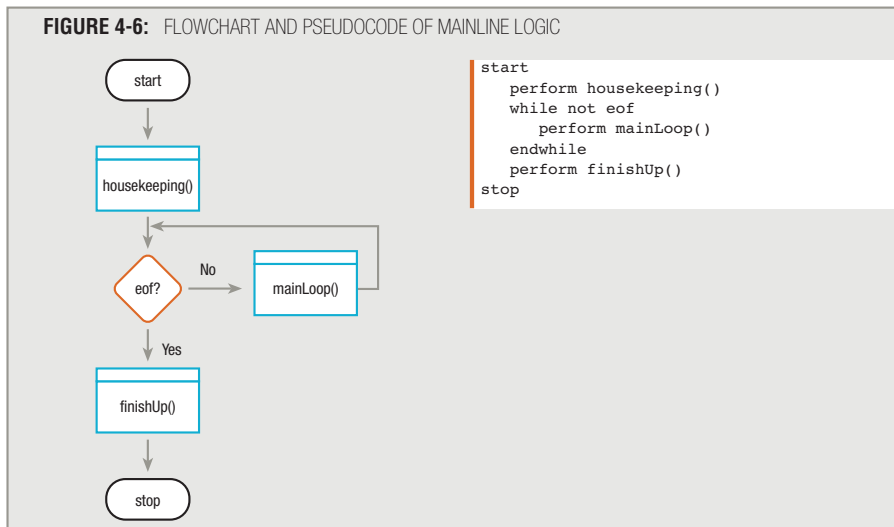 FIGURE 4-6: FLOWCHART AND PSEUDOCODE OF MAINLINE LOGIC
start
housekeeping()
eof?
No
mainLoop()
Yes
finishUp()
stop
start
perform housekeeping()
while not eof
perform mainLoop()
endwhile
perform finishUp()
stop